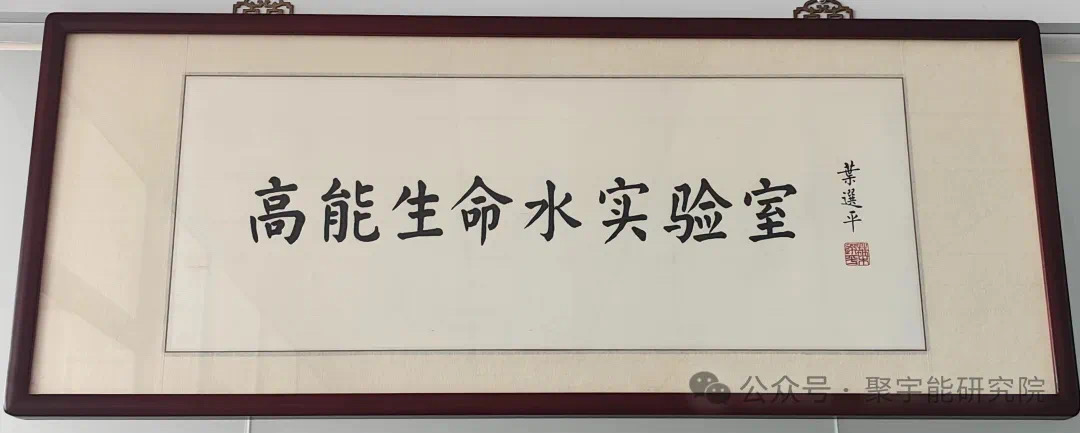 高能生命水实验室
葉選平
公众号·聚宇能研究院